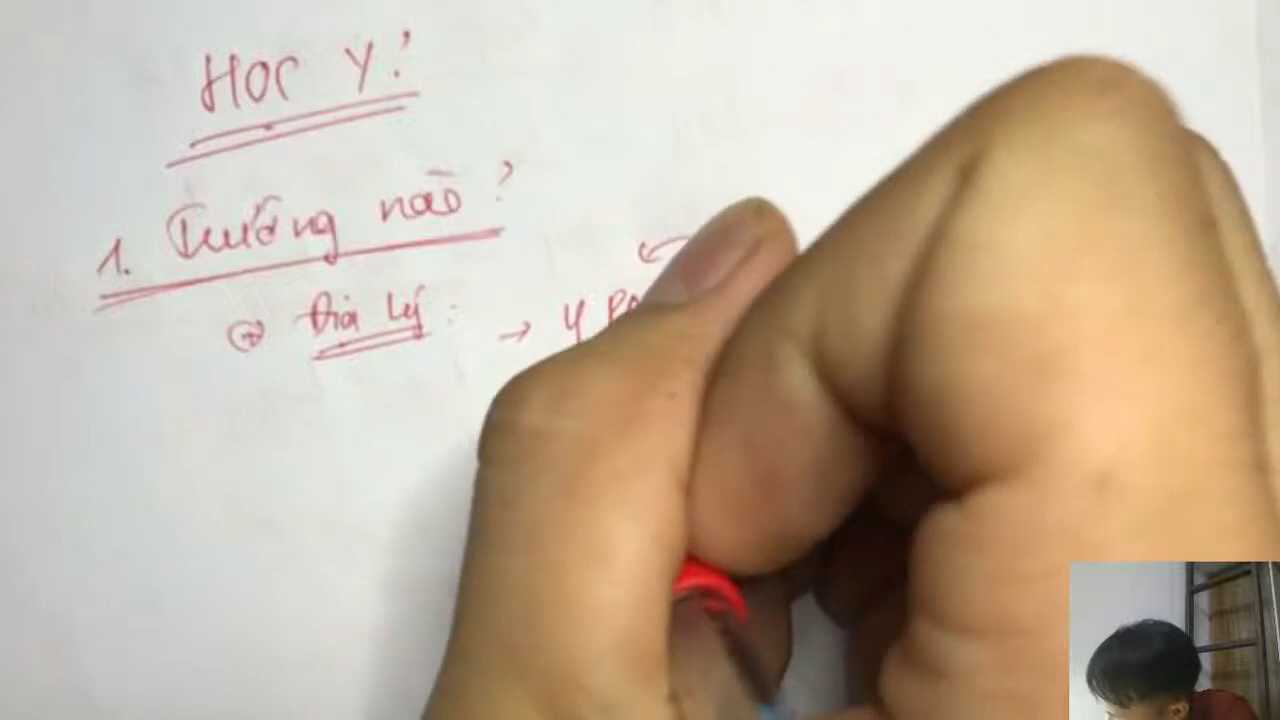 Học Y?
1. Trường nào?
Địa lý: → Y